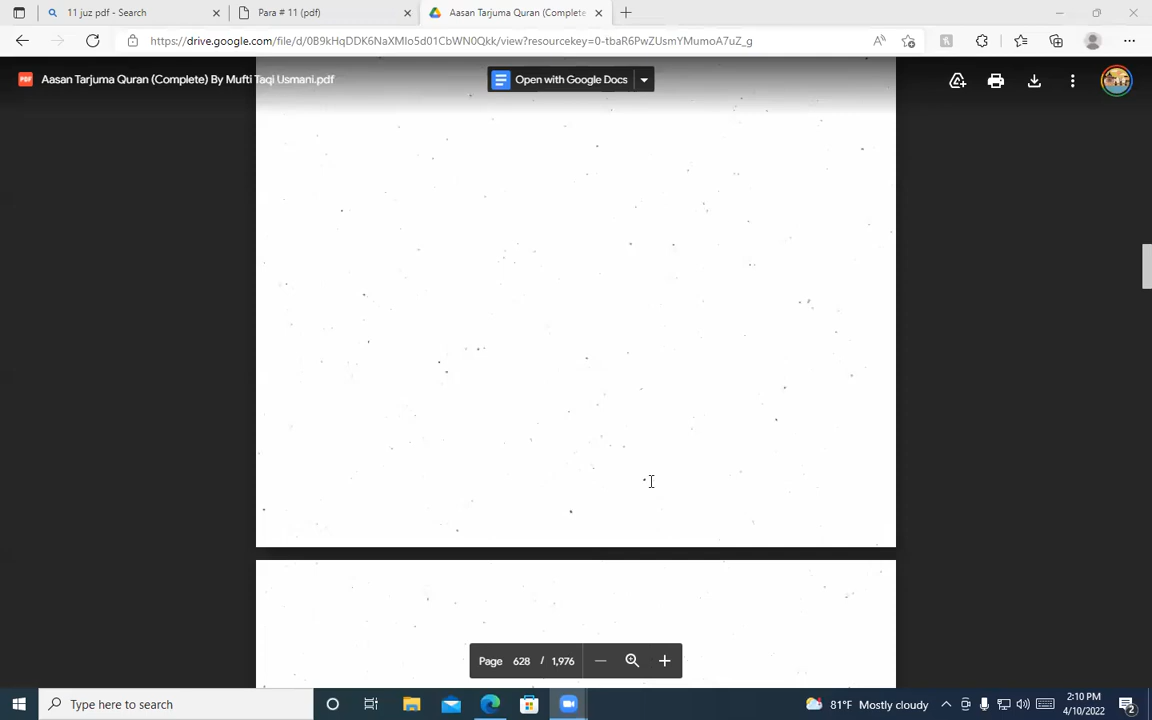 11 juz pdf - Search
Para # 11 (pdf)
Aasan Tarjuma Quran (Complete
https://drive.google.com/file/d/0B9kHqDDK6NaXMlo5d01CbWN0Qkk/view?resourcekey=0-tbaR6PwZUsmYMumoA7uZ_g
PDF
Aasan Tarjuma Quran (Complete) By Mufti Taqi Usmani.pdf
Open with Google Docs
Page 628 / 1,976
Type here to search
81°F Mostly cloudy
2:10 PM
4/10/2022
2